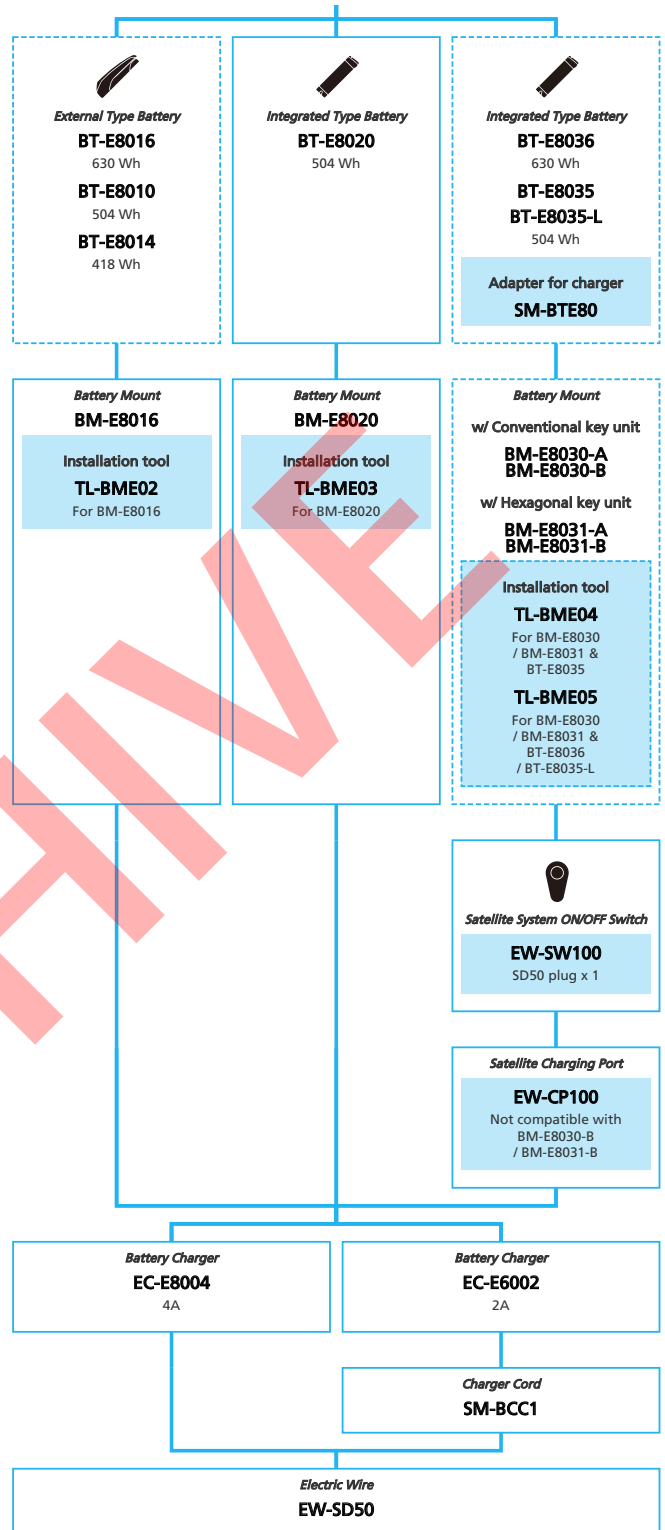 External Type Battery
BT-E8016
630 Wh
BT-E8010
504 Wh
BT-E8014
418 Wh
Integrated Type Battery
BT-E8020
504 Wh
Integrated Type Battery
BT-E8036
630 Wh
BT-E8035
BT-E8035-L
504 Wh
Adapter for charger
SM-BTE80
Battery Mount
BM-E8016
Installation tool
TL-BME02
For BM-E8016
Battery Mount
BM-E8020
Installation tool
TL-BME03
For BM-E8020
Battery Mount
w/ Conventional key unit
BM-E8030-A
BM-E8030-B
w/ Hexagonal key unit
BM-E8031-A
BM-E8031-B
Installation tool
TL-BME04
For BM-E8030
/ BM-E8031 &
BT-E8035
TL-BME05
For BM-E8030
/ BM-E8031 &
BT-E8036
/ BT-E8035-L
Satellite System ON/OFF Switch
EW-SW100
SD50 plug x 1
Satellite Charging Port
EW-CP100
Not compatible with
BM-E8030-B
/ BM-E8031-B
Battery Charger
EC-E8004
4A
Battery Charger
EC-E6002
2A
Charger Cord
SM-BCC1
Electric Wire
EW-SD50
HIVE